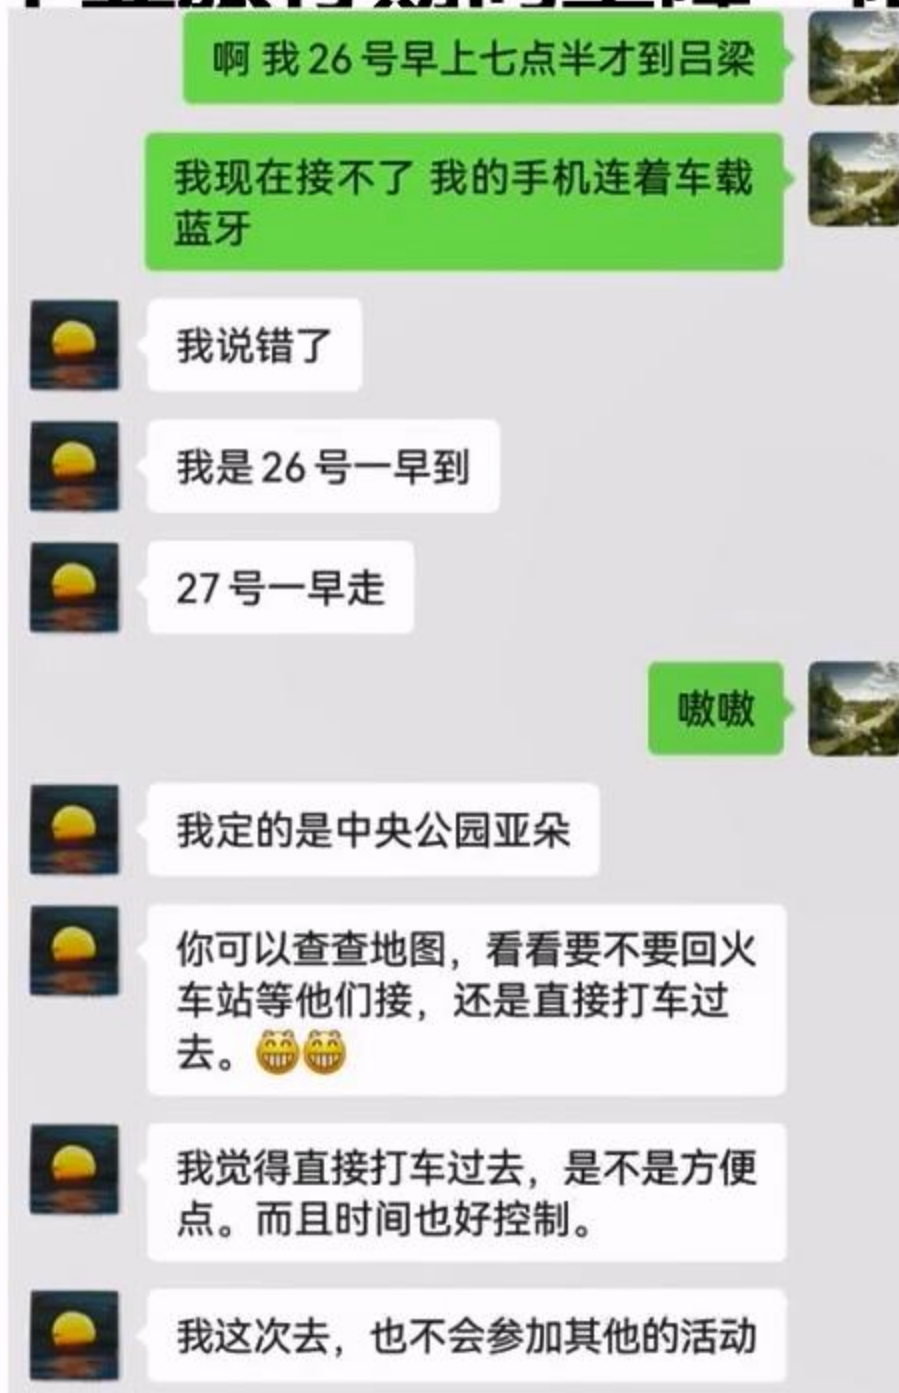 啊 我26号早上七点半才到吕梁
我现在接不了 我的手机连着车载
蓝牙
我说错了
我是26号一早到
27号一早走
嗷嗷
我定的是中央公园亚朵
你可以查查地图，看看要不要回火
车站等他们接，还是直接打车过
去。
我觉得直接打车过去，是不是方便
点。而且时间也好控制。
我这次去，也不会参加其他的活动